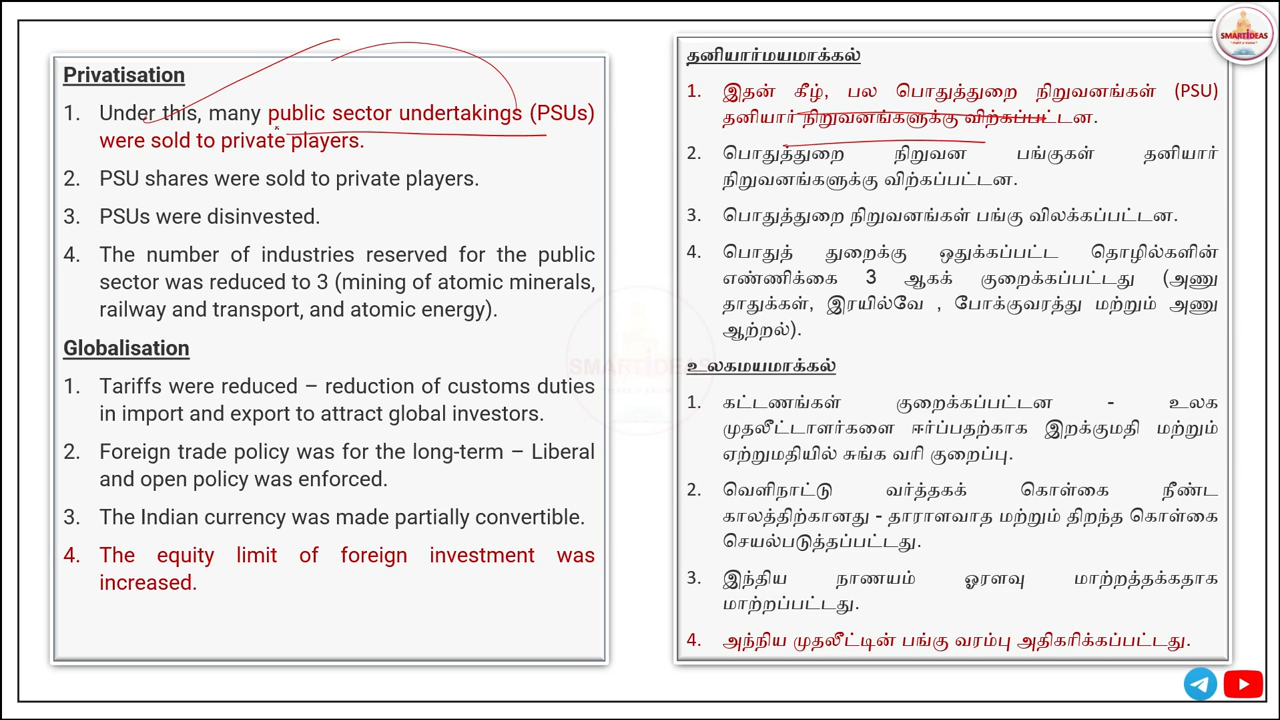 SMARTIDEAS
Privatisation
1. Under this, many public sector undertakings (PSUs)
were sold to private players.
2. PSU shares were sold to private players.
3. PSUs were disinvested.
4. The number of industries reserved for the public
sector was reduced to 3 (mining of atomic minerals,
railway and transport, and atomic energy).
Globalisation
1. Tariffs were reduced – reduction of customs duties
in import and export to attract global investors.
2. Foreign trade policy was for the long-term – Liberal
and open policy was enforced.
3. The Indian currency was made partially convertible.
4. The equity limit of foreign investment was
increased.
தனியார்மயமாக்கல்
1. இதன் கீழ், பல பொதுத்துறை நிறுவனங்கள் (PSU)
தனியார் நிறுவனங்களுக்கு விற்கப்பட்டன.
2. பொதுத்துறை நிறுவன பங்குகள் தனியார்
நிறுவனங்களுக்கு விற்கப்பட்டன.
3. பொதுத்துறை நிறுவனங்கள் பங்கு விலக்கப்பட்டன.
4. பொதுத் துறைக்கு ஒதுக்கப்பட்ட தொழில்களின்
எண்ணிக்கை 3 ஆகக் குறைக்கப்பட்டது (அணு
தாதுக்கள், இரயில்வே , போக்குவரத்து மற்றும் அணு
ஆற்றல்).
உலகமயமாக்கல்
1. கட்டணங்கள் குறைக்கப்பட்டன - உலக
முதலீட்டாளர்களை ஈர்ப்பதற்காக இறக்குமதி மற்றும்
ஏற்றுமதியில் சுங்க வரி குறைப்பு.
2. வெளிநாட்டு வர்த்தகக் கொள்கை நீண்ட
காலத்திற்கானது - தாராளவாத மற்றும் திறந்த கொள்கை
செயல்படுத்தப்பட்டது.
3. இந்திய நாணயம் ஓரளவு மாற்றத்தக்கதாக
மாற்றப்பட்டது.
4. அந்நிய முதலீட்டின் பங்கு வரம்பு அதிகரிக்கப்பட்டது.
SMARTIDEAS